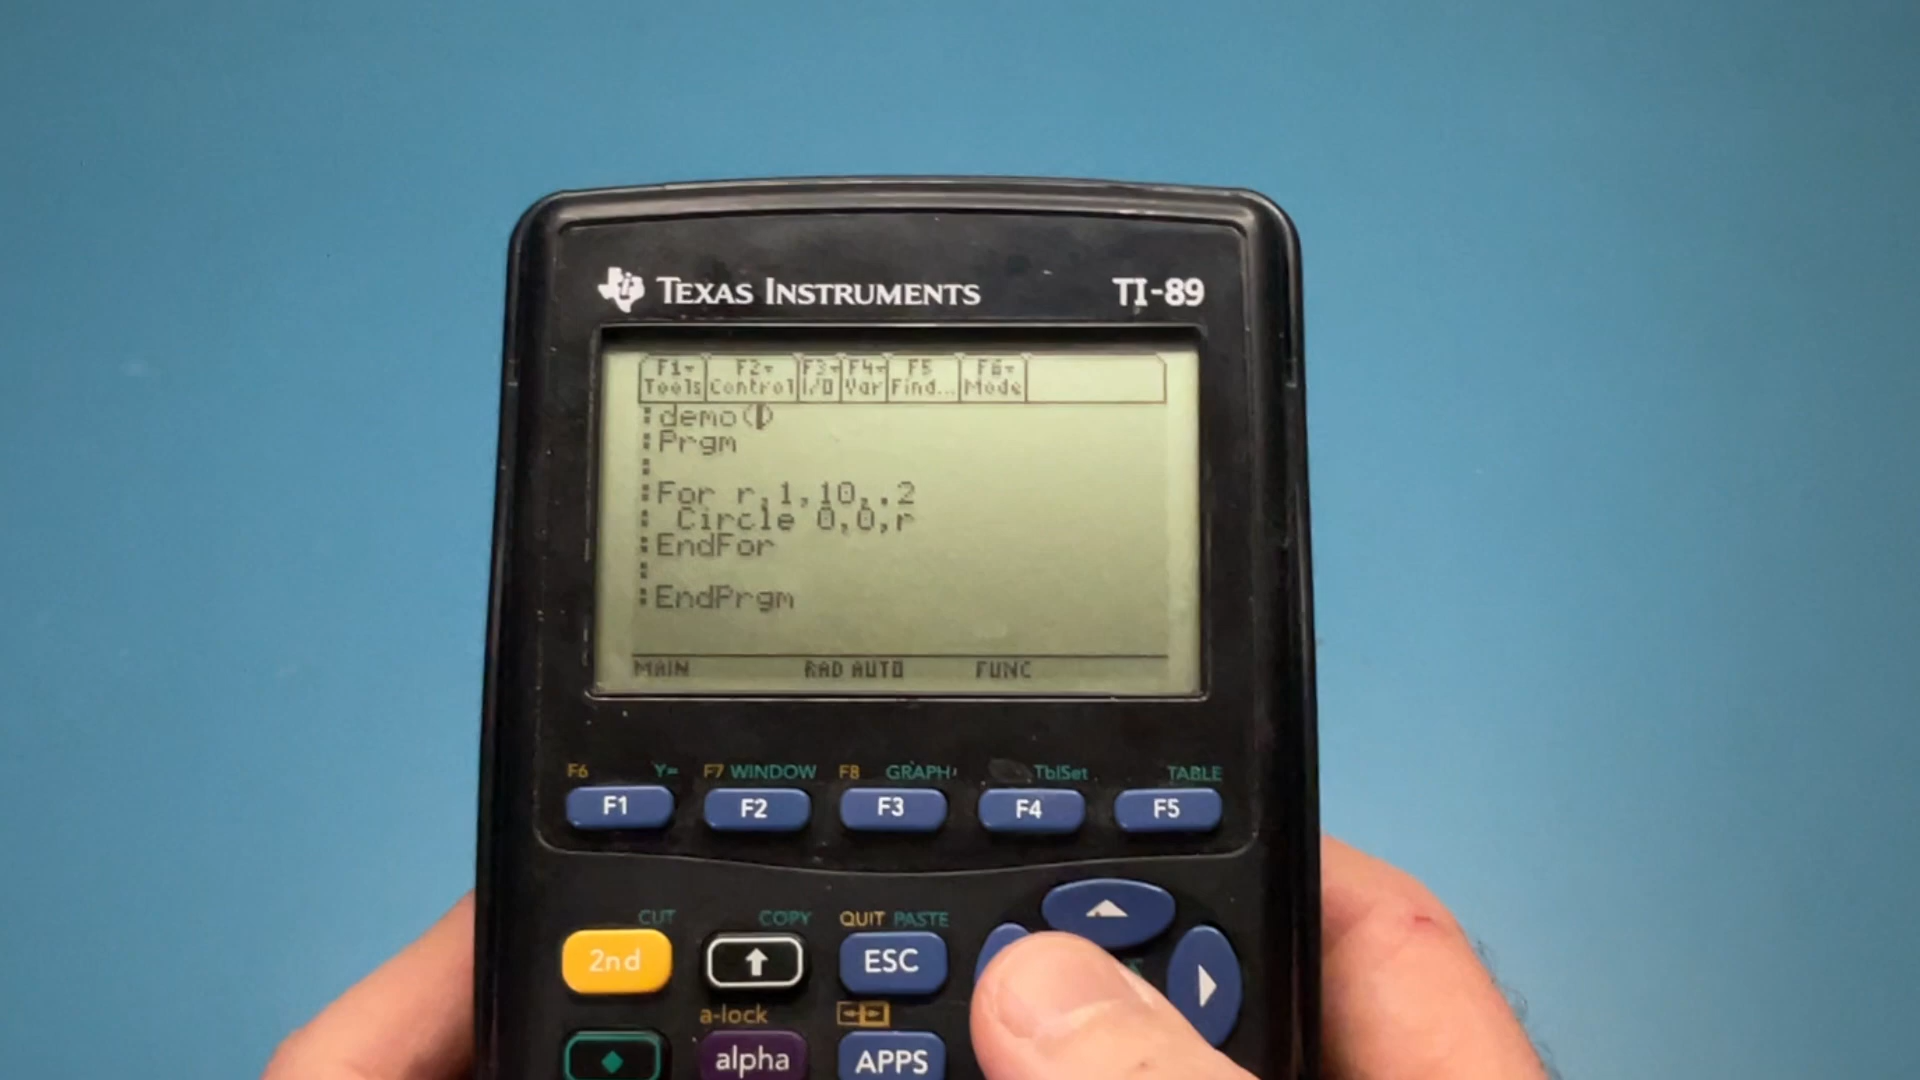 TEXAS INSTRUMENTS TI-89
F1 F2 F3 F4 F5 F6
Tools Control I/O Var Find... Mode
:demo()
:Prgm
:
:For r,1,10,.2
: Circle 0,0,r
:EndFor
:
:EndPrgm
MAIN RAD AUTO FUNC
F6 Y= F7 WINDOW F8 GRAPH TblSet TABLE
F1 F2 F3 F4 F5
CUT COPY QUIT PASTE
2nd ESC
a-lock
alpha APPS